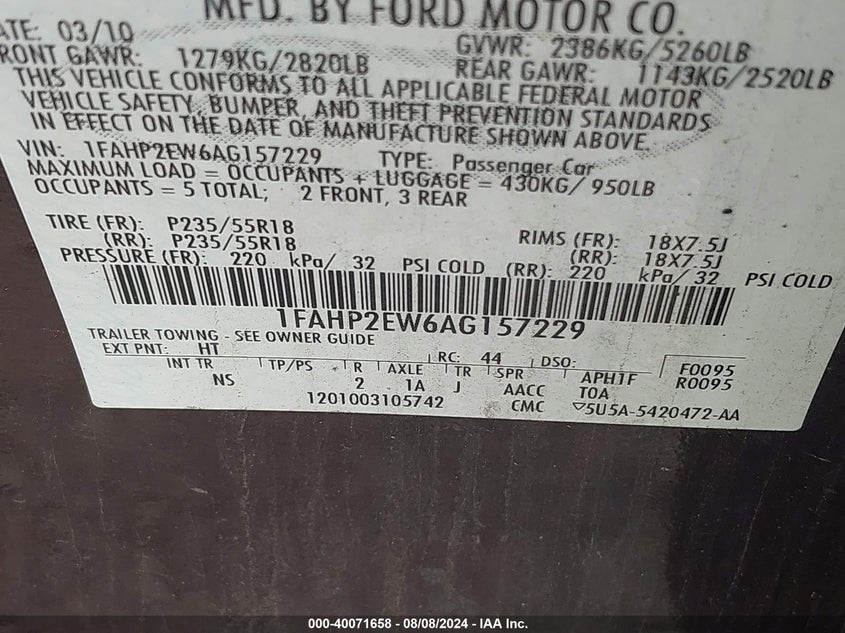 MFD. BY FORD MOTOR CO.
DATE: 03/10 GVWR: 2386KG/5260LB
FRONT GAWR: 1279KG/2820LB REAR GAWR: 1143KG/2520LB
THIS VEHICLE CONFORMS TO ALL APPLICABLE FEDERAL MOTOR
VEHICLE SAFETY, BUMPER, AND THEFT PREVENTION STANDARDS
IN EFFECT ON THE DATE OF MANUFACTURE SHOWN ABOVE.
VIN: 1FAHP2EW6AG157229 TYPE: Passenger Car
MAXIMUM LOAD = OCCUPANTS + LUGGAGE = 430KG/ 950LB
OCCUPANTS = 5 TOTAL; 2 FRONT, 3 REAR
TIRE (FR): P235/55R18 RIMS (FR): 18X7.5J
(RR): P235/55R18 (RR): 18X7.5J
PRESSURE (FR): 220 kPa/ 32 PSI COLD (RR): 220 kPa/ 32 PSI COLD
1FAHP2EW6AG157229
TRAILER TOWING - SEE OWNER GUIDE
EXT PNT: HT RC: 44 DSO: F0095
INT TR TP/PS R AXLE TR SPR APHTF R0095
NS 2 1A J AACC TOA
1201003105742 CMC ▽5U5A-5420472-AA
000-40071658 - 08/08/2024 - IAA Inc.